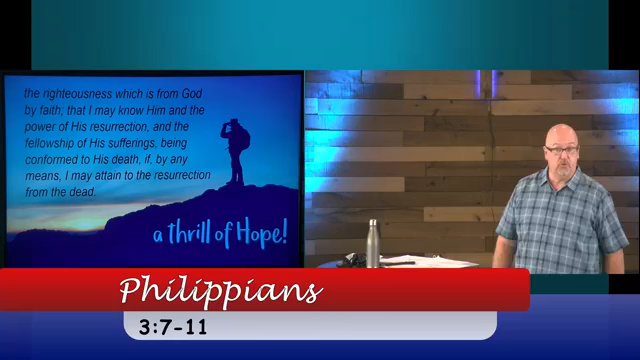 the righteousness which is from God
by faith; that I may know Him and the
power of His resurrection, and the
fellowship of His sufferings, being
conformed to His death, if, by any
means, I may attain to the resurrection
from the dead.
a thrill of Hope!
Philippians
3:7-11